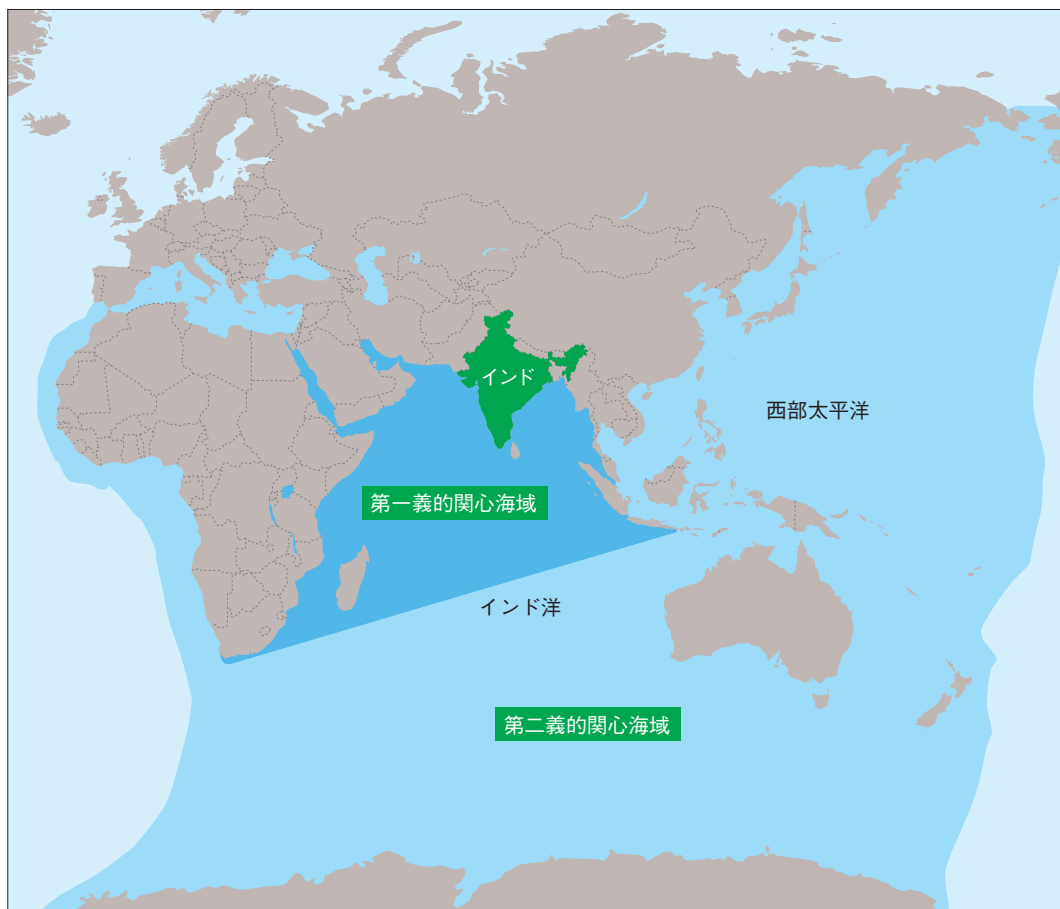 インド
西部太平洋
第一義的関心海域
インド洋
第二義的関心海域